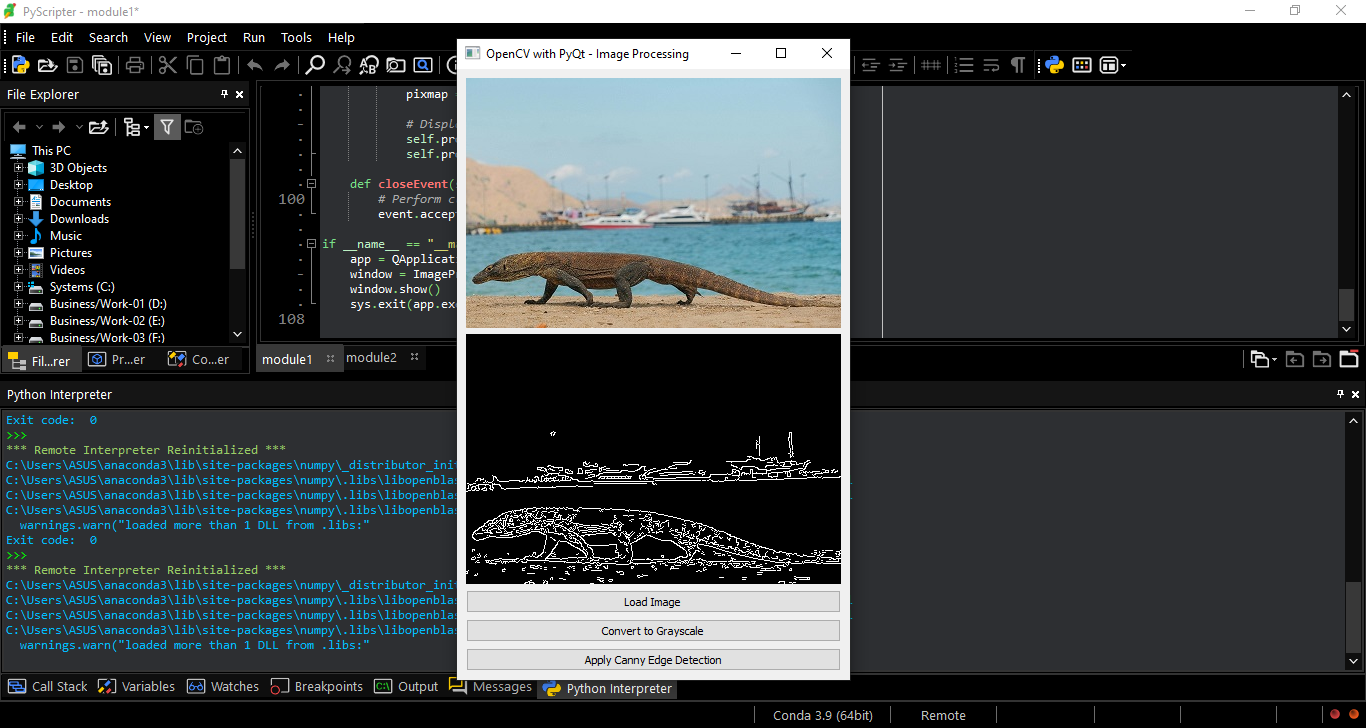 PyScripter - module1*
File Edit Search View Project Run Tools Help
OpenCV with PyQt - Image Processing
File Explorer
This PC
3D Objects
Desktop
Documents
Downloads
Music
Pictures
Videos
Systems (C:)
Business/Work-01 (D:)
Business/Work-02 (E:)
Business/Work-03 (F:)
Fil...rer Pr...er Co...er
pixmap
# Displ
self.pr
self.pr
def closeEvent(
100
# Perform c
event.accep
if __name__ == "__m
app = QApplicat
window = ImageP
window.show()
sys.exit(app.ex
108
module1 module2
Python Interpreter
Exit code: 0
>>>
*** Remote Interpreter Reinitialized ***
C:\Users\ASUS\anaconda3\lib\site-packages\numpy\_distributor_ini
C:\Users\ASUS\anaconda3\lib\site-packages\numpy\.libs\libopenbla
C:\Users\ASUS\anaconda3\lib\site-packages\numpy\.libs\libopenbla
C:\Users\ASUS\anaconda3\lib\site-packages\numpy\.libs\libopenbla
warnings.warn("loaded more than 1 DLL from .libs:"
Exit code: 0
>>>
*** Remote Interpreter Reinitialized ***
C:\Users\ASUS\anaconda3\lib\site-packages\numpy\_distributor_ini
C:\Users\ASUS\anaconda3\lib\site-packages\numpy\.libs\libopenbla
C:\Users\ASUS\anaconda3\lib\site-packages\numpy\.libs\libopenbla
C:\Users\ASUS\anaconda3\lib\site-packages\numpy\.libs\libopenbla
warnings.warn("loaded more than 1 DLL from .libs:"
Load Image
Convert to Grayscale
Apply Canny Edge Detection
Call Stack Variables Watches Breakpoints Output Messages Python Interpreter
Conda 3.9 (64bit) Remote